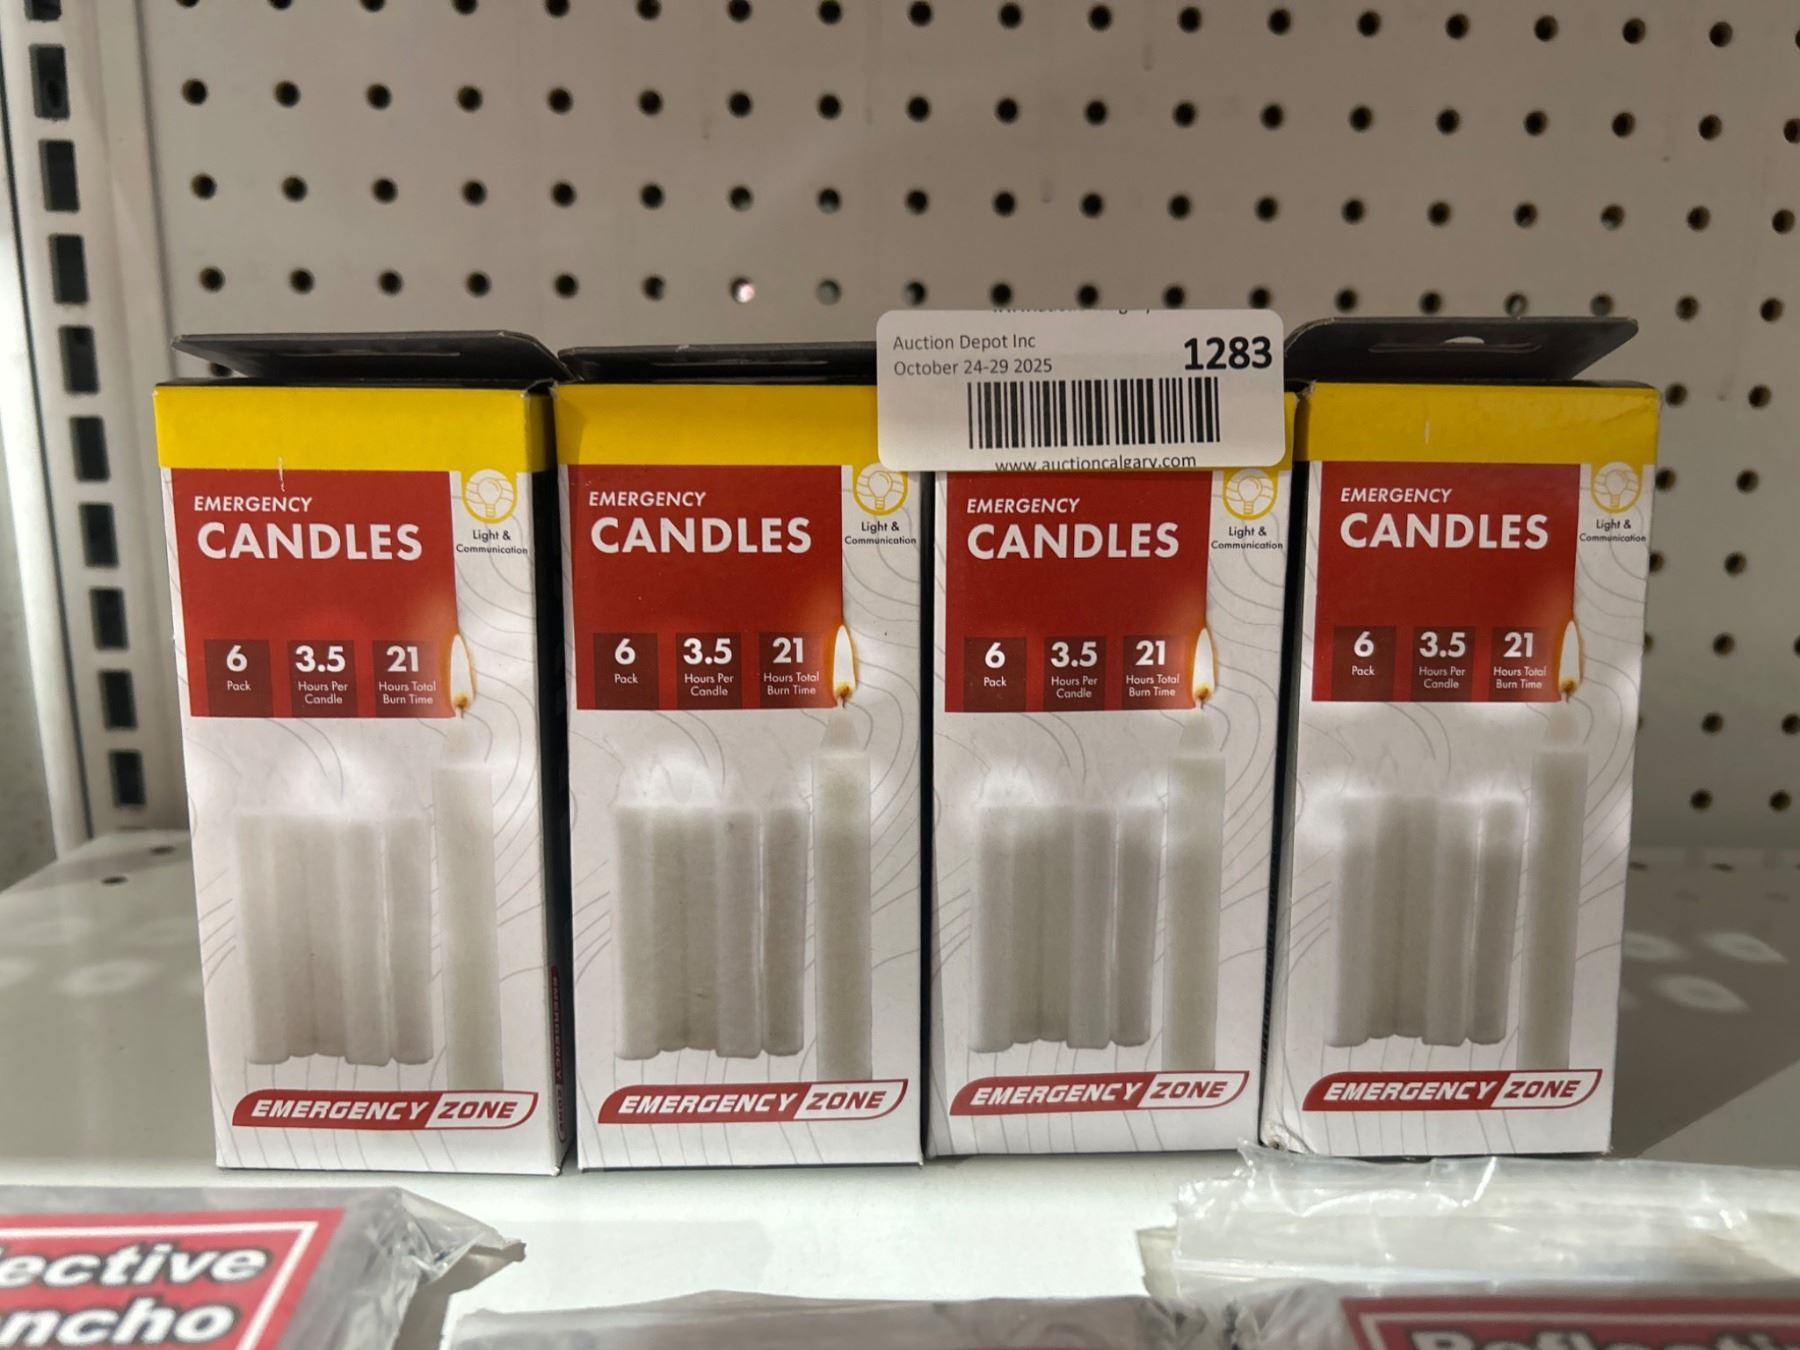 Auction Depot Inc
October 24-29 2025
1283
www.auctioncalgary.com
EMERGENCY
CANDLES
Light &
Communication
6
Pack
3.5
Hours Per
Candle
21
Hours Total
Burn Time
EMERGENCY ZONE
EMERGENCY
CANDLES
Light &
Communication
6
Pack
3.5
Hours Per
Candle
21
Hours Total
Burn Time
EMERGENCY ZONE
EMERGENCY
CANDLES
Light &
Communication
6
Pack
3.5
Hours Per
Candle
21
Hours Total
Burn Time
EMERGENCY ZONE
EMERGENCY
CANDLES
Light &
Communication
6
Pack
3.5
Hours Per
Candle
21
Hours Total
Burn Time
EMERGENCY ZONE
lective
ncho